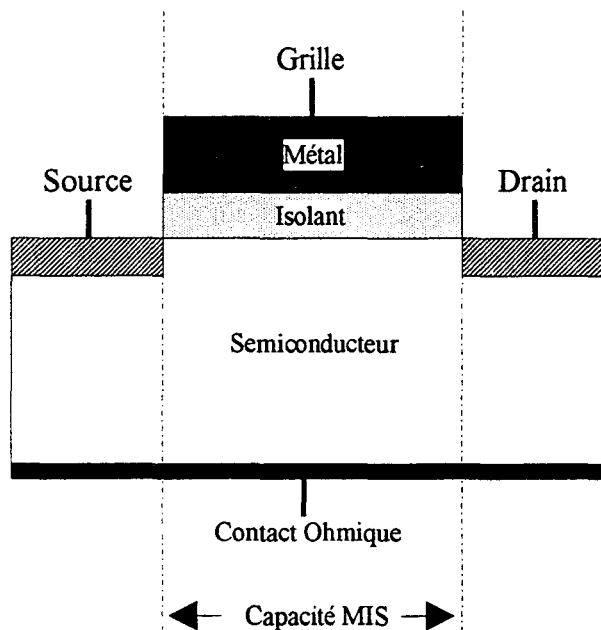 Grille
Métal
Source
Drain
Isolant
Semiconducteur
Contact Ohmique
Capacité MIS